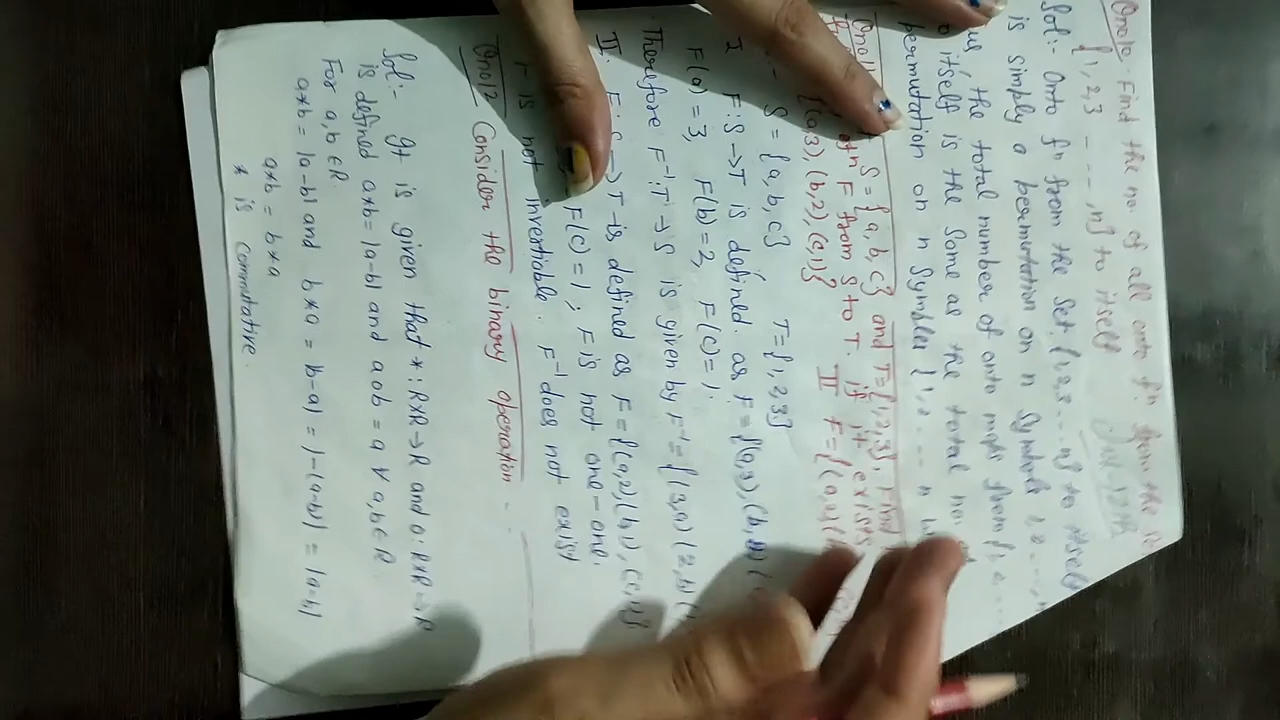 Qno10. Find the no. of all onto fn from the
{1, 2, 3 - - - , n} to itself
Sol:- Onto fn from the set {1, 2, 3 - - - n} to itself
is simply a permutation on n symbols 1, 2 - - - , n
the total number of onto maps from {1, 2, - - -
itself is the same as the total no.
permutation on n symbols {1, 2 - - - n
Qno11 S = {a, b, c} and T = {1, 2, 3}, Find
of fn F from S to T. if it exists.
{(a, 3), (b, 2), (c, 1)} II F = {(a, 2) (b
S = {a, b, c} T = {1, 2, 3}
I F: S → T is defined. as F = {(a, 3), (b, 2) (
F(a) = 3, F(b) = 2, F(c) = 1.
Therefore F⁻¹: T → S is given by F⁻¹ = {(3, a) (2, b) (
II. F: S → T is defined as F = {(a, 2) (b, 1), (c, 1)}
F(c) = 1; F is not one-one.
F is not invertiable. F⁻¹ does not exist
Qno12 Consider the binary operation - -
Sol:- It is given that *: R×R → R and o: R×R → R
is defined a*b = |a-b| and aob = a ∀ a, b ∈ R
For a, b ∈ R
a*b = |a-b| and b*a = |b-a| = |-(a-b)| = |a-b|
a*b = b*a
* is commutative.